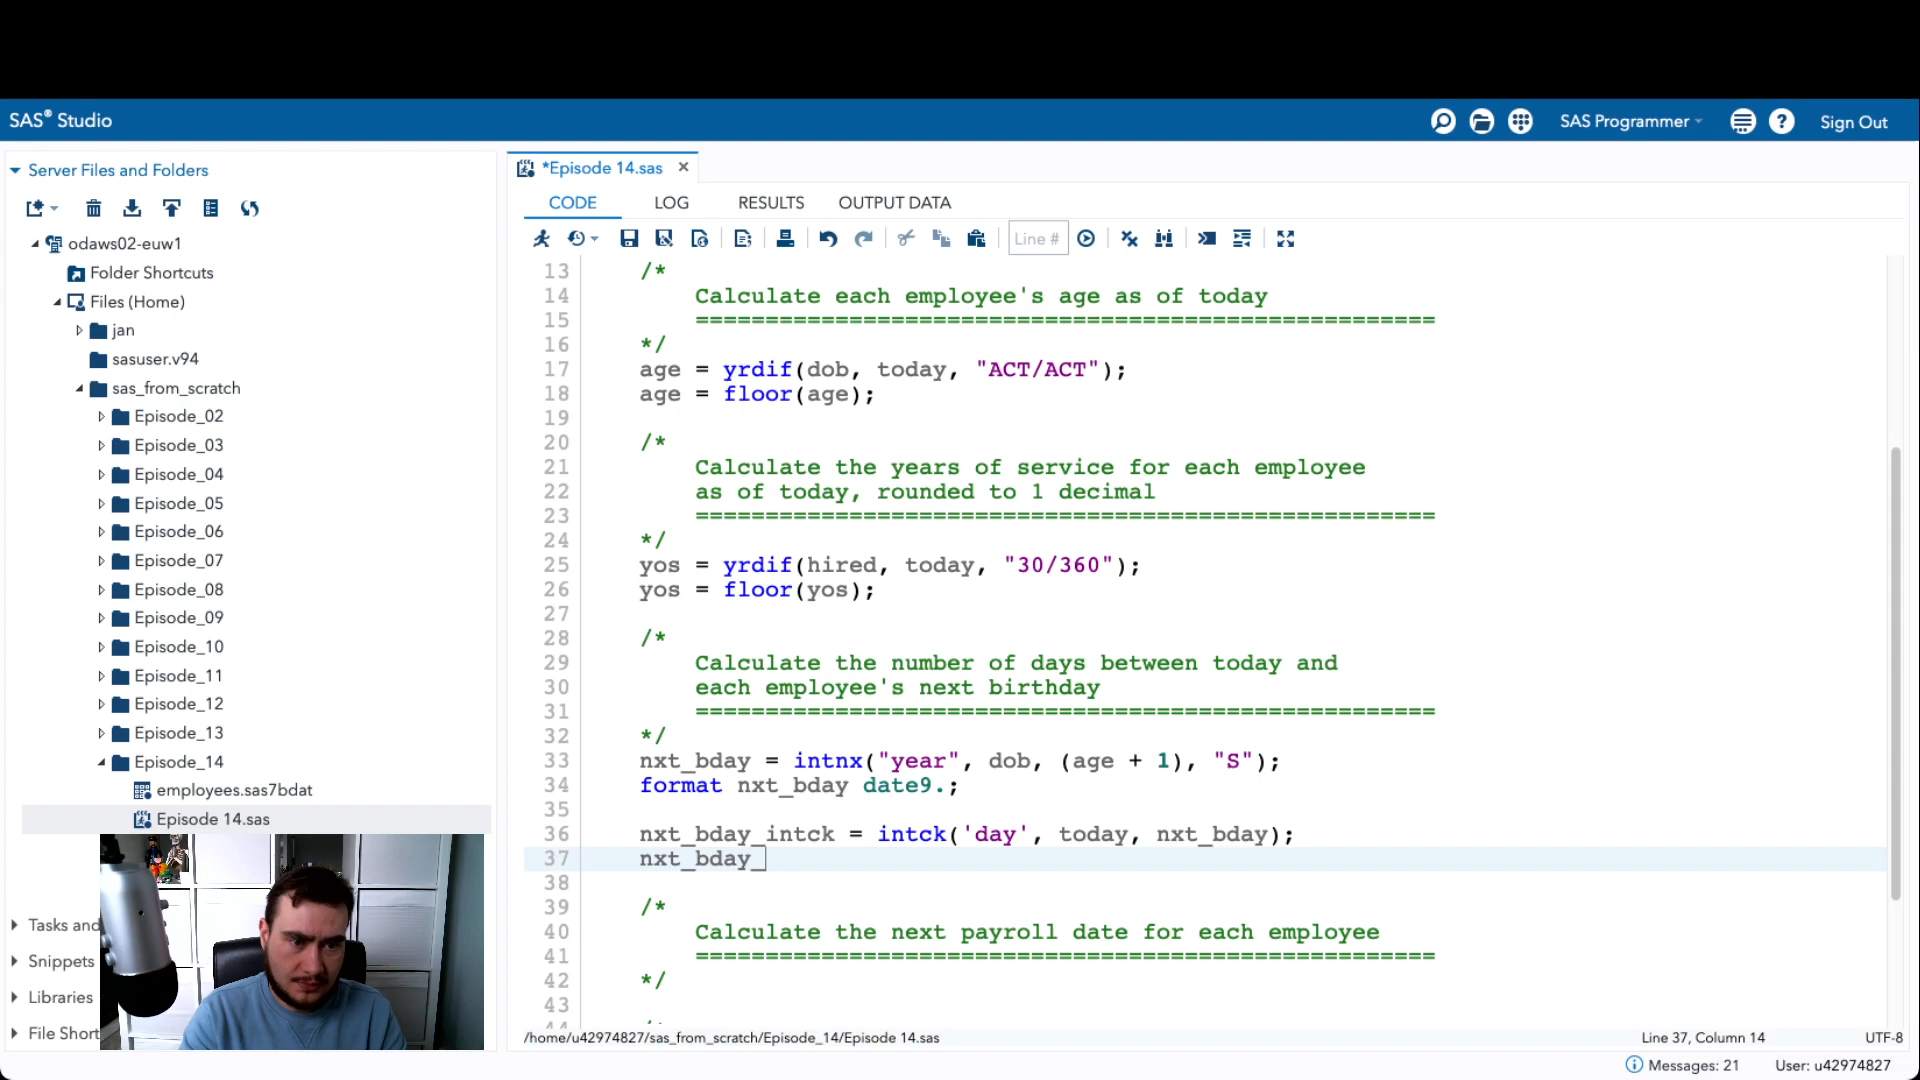 SAS® Studio
SAS Programmer
Sign Out
Server Files and Folders
odaws02-euw1
Folder Shortcuts
Files (Home)
jan
sasuser.v94
sas_from_scratch
Episode_02
Episode_03
Episode_04
Episode_05
Episode_06
Episode_07
Episode_08
Episode_09
Episode_10
Episode_11
Episode_12
Episode_13
Episode_14
employees.sas7bdat
Episode 14.sas
Tasks and
Snippets
Libraries
File Short
*Episode 14.sas
CODE LOG RESULTS OUTPUT DATA
Line #
13 /*
14 Calculate each employee's age as of today
15 =====================================================
16 */
17 age = yrdif(dob, today, "ACT/ACT");
18 age = floor(age);
19
20 /*
21 Calculate the years of service for each employee
22 as of today, rounded to 1 decimal
23 =====================================================
24 */
25 yos = yrdif(hired, today, "30/360");
26 yos = floor(yos);
27
28 /*
29 Calculate the number of days between today and
30 each employee's next birthday
31 =====================================================
32 */
33 nxt_bday = intnx("year", dob, (age + 1), "S");
34 format nxt_bday date9.;
35
36 nxt_bday_intck = intck('day', today, nxt_bday);
37 nxt_bday_
38
39 /*
40 Calculate the next payroll date for each employee
41 =====================================================
42 */
43
/home/u42974827/sas_from_scratch/Episode_14/Episode 14.sas
Line 37, Column 14
UTF-8
Messages: 21
User: u42974827